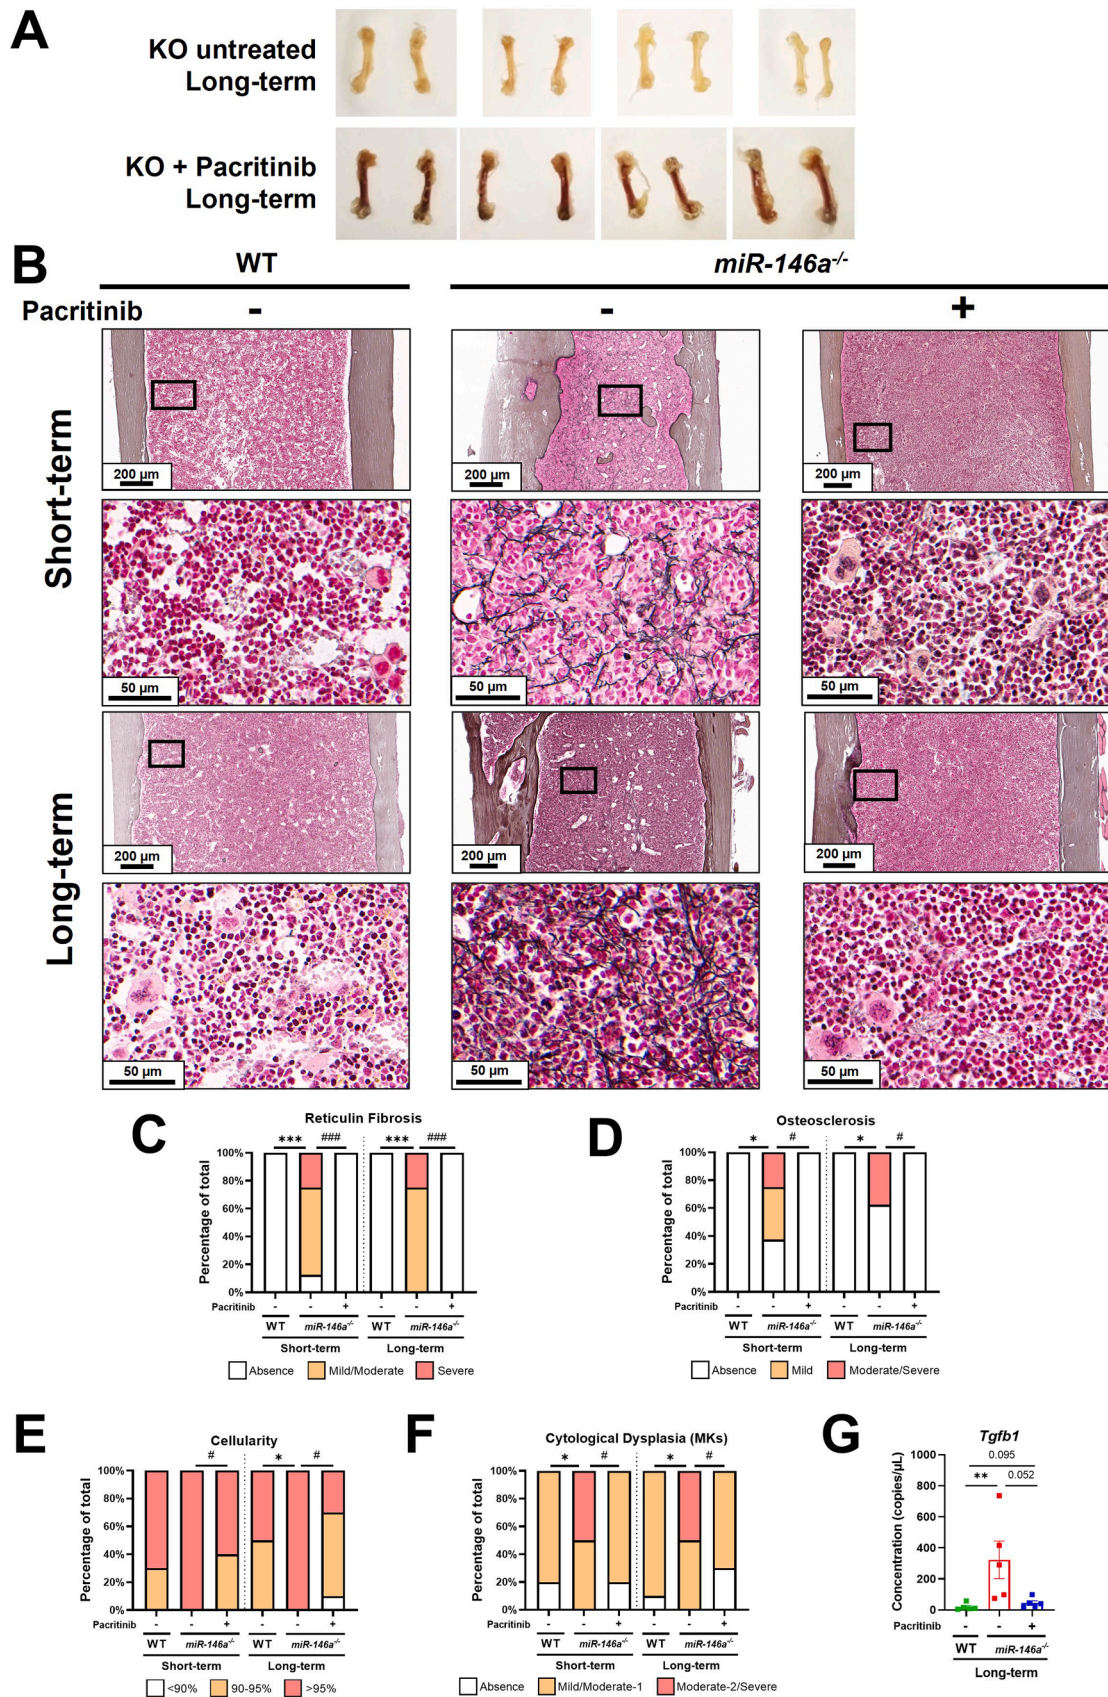 A
KO untreated
Long-term
KO + Pacritinib
Long-term
B
WT
miR-146a-/-
Pacritinib
-
-
+
Short-term
200 µm
200 µm
200 µm
50 µm
50 µm
50 µm
Long-term
200 µm
200 µm
200 µm
50 µm
50 µm
50 µm
C
Reticulin Fibrosis
*** ### *** ###
Percentage of total
100%
80%
60%
40%
20%
0%
Pacritinib - - + - - +
WT miR-146a-/- WT miR-146a-/-
Short-term Long-term
Absence Mild/Moderate Severe
D
Osteosclerosis
* # * #
Percentage of total
100%
80%
60%
40%
20%
0%
Pacritinib - - + - - +
WT miR-146a-/- WT miR-146a-/-
Short-term Long-term
Absence Mild Moderate/Severe
E
Cellularity
# * #
Percentage of total
100%
80%
60%
40%
20%
0%
Pacritinib - - + - - +
WT miR-146a-/- WT miR-146a-/-
Short-term Long-term
<90% 90-95% >95%
F
Cytological Dysplasia (MKs)
* # * #
Percentage of total
100%
80%
60%
40%
20%
0%
Pacritinib - - + - - +
WT miR-146a-/- WT miR-146a-/-
Short-term Long-term
Absence Mild/Moderate-1 Moderate-2/Severe
G
Tgfb1
0.095
** 0.052
Concentration (copies/µL)
1000
800
600
400
200
0
Pacritinib - - +
WT miR-146a-/-
Long-term